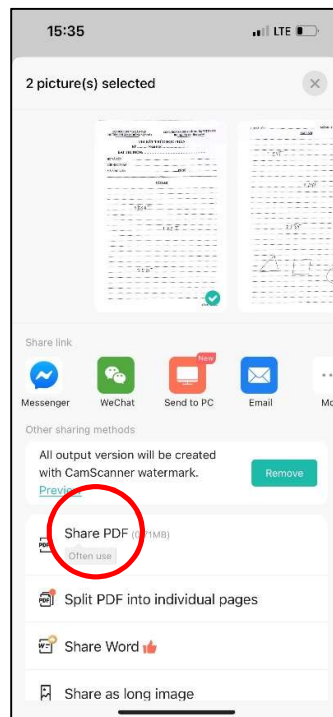 15:35
LTE
2 picture(s) selected
Share link
New
Messenger
WeChat
Send to PC
Email
Mo
Other sharing methods
All output version will be created
with CamScanner watermark.
Preview
Remove
PDF
Share PDF
Often use
PDF
Split PDF into individual pages
W
Share Word
Share as long image